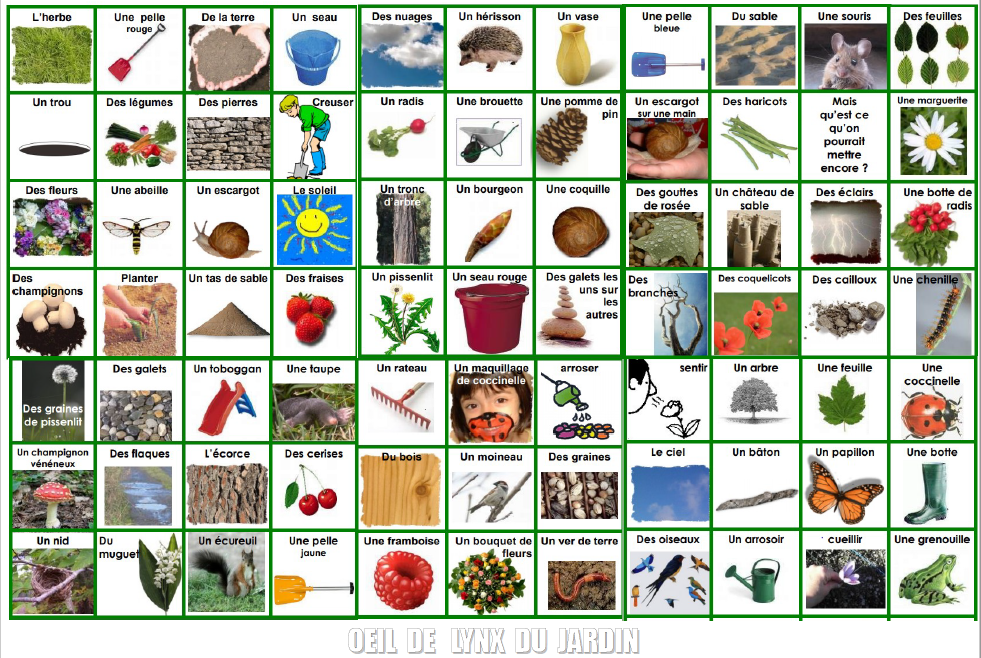 L'herbe
Une pelle
rouge
De la terre
Un seau
Des nuages
Un hérisson
Un vase
Une pelle
bleue
Du sable
Une souris
Des feuilles
Un trou
Des légumes
Des pierres
Creuser
Un radis
Une brouette
Une pomme de
pin
Un escargot
sur une main
Des haricots
Mais
qu'est ce
qu'on
pourrait
mettre
encore ?
Une marguerite
Des fleurs
Une abeille
Un escargot
Le soleil
Un tronc
d'arbre
Un bourgeon
Une coquille
Des gouttes
de rosée
Un château de
sable
Des éclairs
Une botte de
radis
Des
champignons
Planter
Un tas de sable
Des fraises
Un pissenlit
Un seau rouge
Des galets les
uns sur
les
autres
Des
branches
Des coquelicots
Des cailloux
Une chenille
Des graines
de pissenlit
Des galets
Un toboggan
Une taupe
Un rateau
Un maquillage
de coccinelle
arroser
sentir
Un arbre
Une feuille
Une
coccinelle
Un champignon
vénéneux
Des flaques
L'écorce
Des cerises
Du bois
Un moineau
Des graines
Le ciel
Un bâton
Un papillon
Une botte
Un nid
Du
muguet
Un écureuil
Une pelle
jaune
Une framboise
Un bouquet de
fleurs
Un ver de terre
Des oiseaux
Un arrosoir
cueillir
Une grenouille
OEIL DE LYNX DU JARDIN